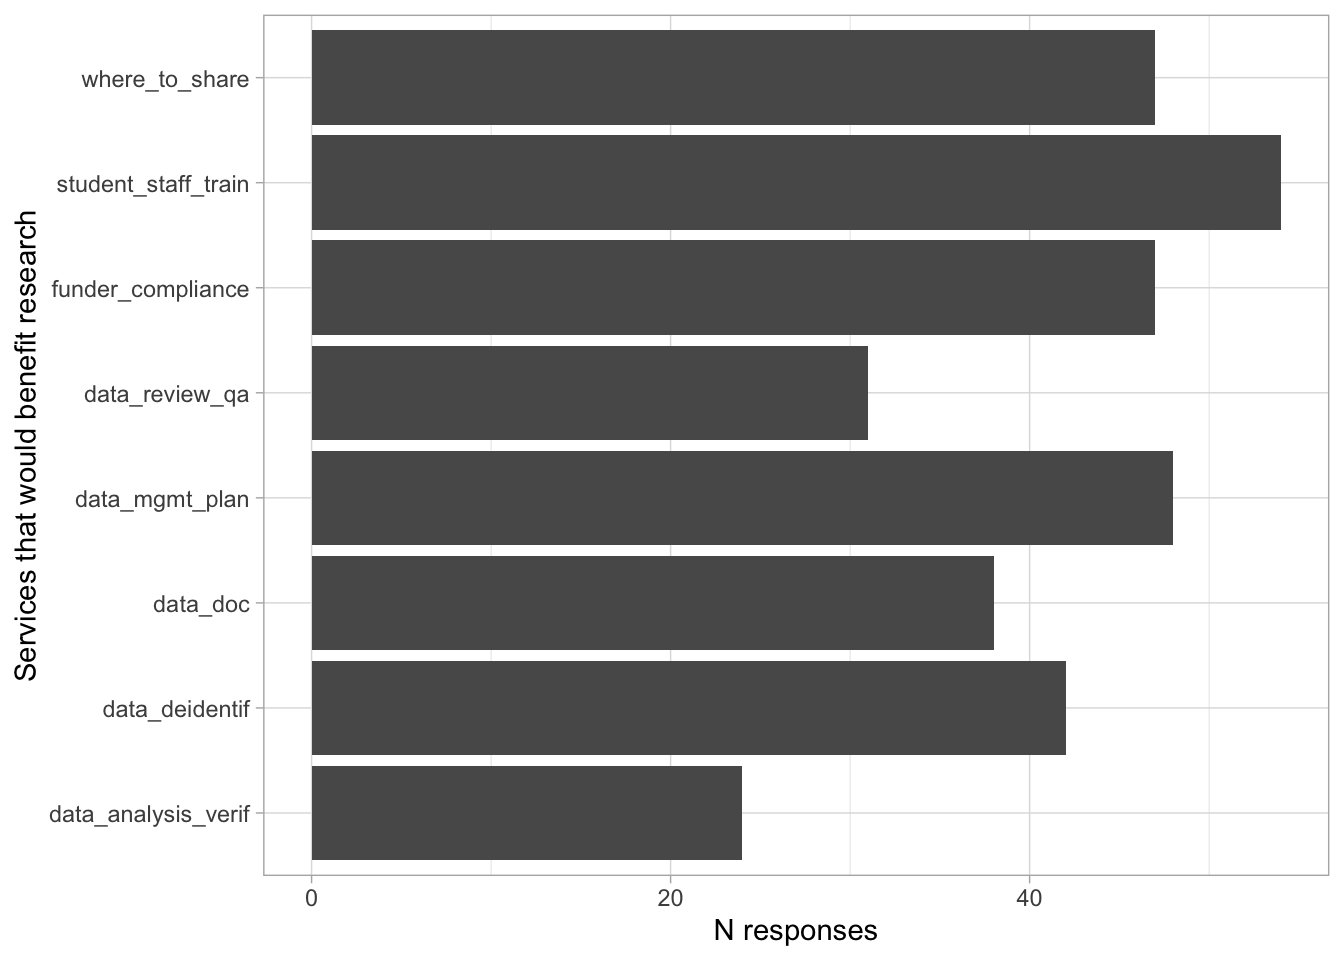 where_to_share
student_staff_train
funder_compliance
data_review_qa
data_mgmt_plan
data_doc
data_deidentif
data_analysis_verif
Services that would benefit research
0 20 40
N responses